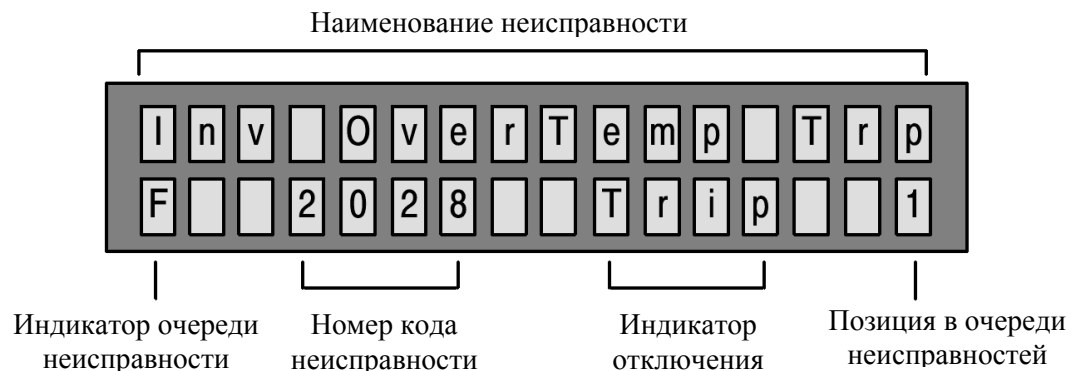 Наименование неисправности
Inv OverTemp Trp
F  2028  Trip  1
Индикатор очереди неисправности
Номер кода неисправности
Индикатор отключения
Позиция в очереди неисправностей